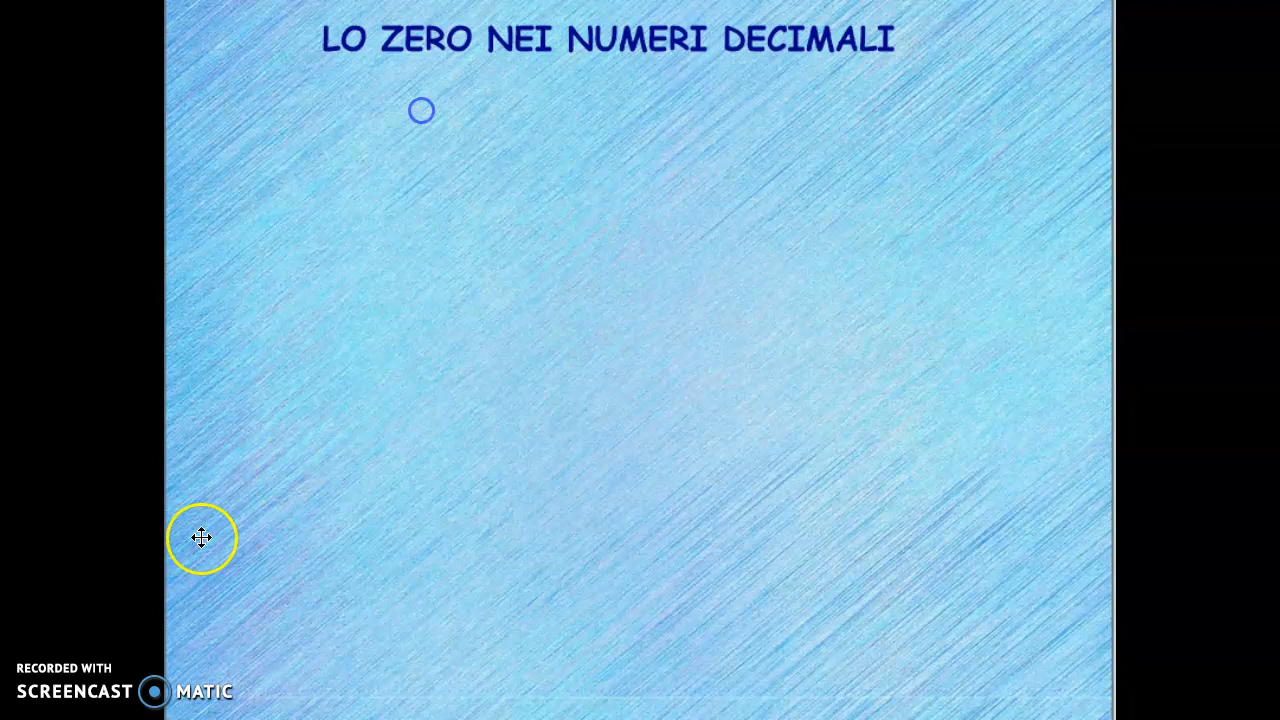 LO ZERO NEI NUMERI DECIMALI
RECORDED WITH
SCREENCAST MATIC